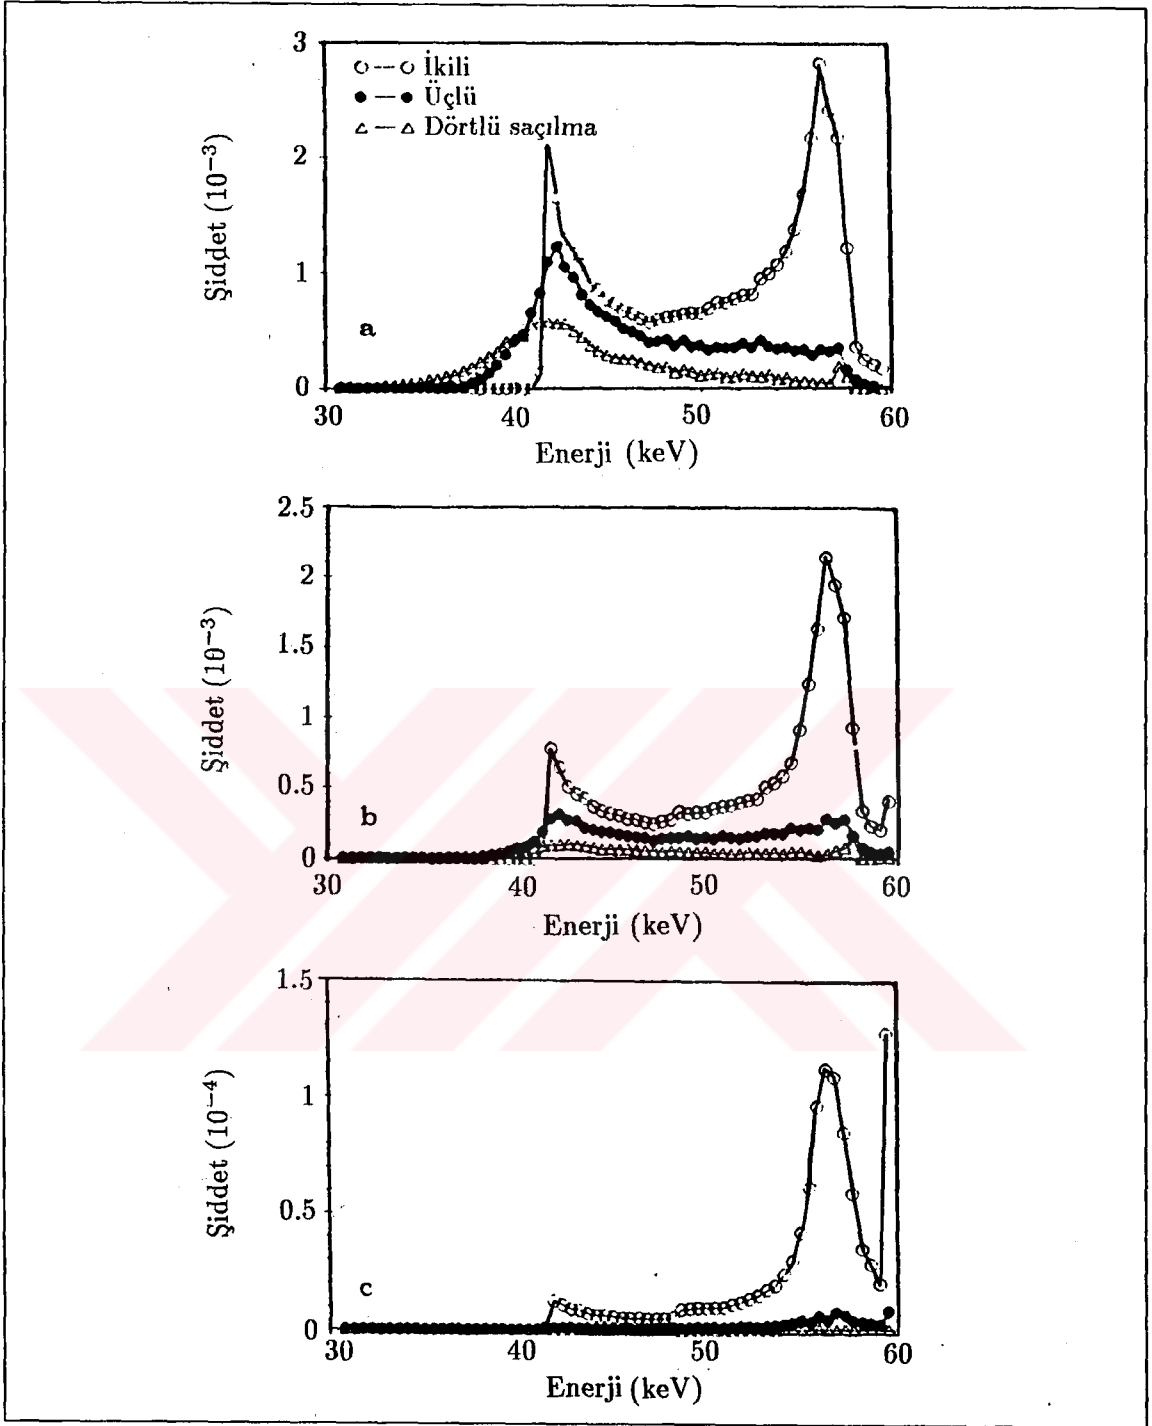 3
2
1
0
Şiddet (10⁻³)
○--○ İkili
●—● Üçlü
△—△ Dörtlü saçılma
a
30 40 50 60
Enerji (keV)
2.5
2
1.5
1
0.5
0
Şiddet (10⁻³)
b
30 40 50 60
Enerji (keV)
1.5
1
0.5
0
Şiddet (10⁻⁴)
c
30 40 50 60
Enerji (keV)